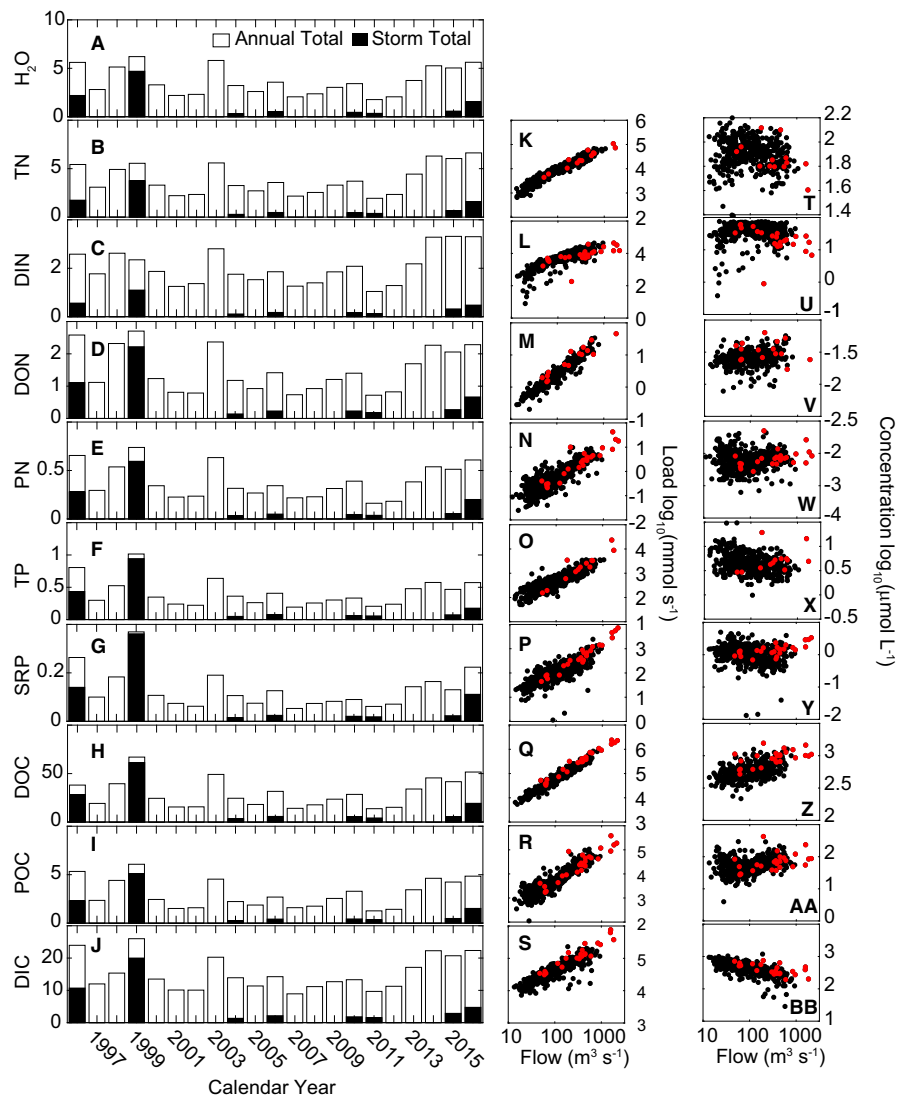 A
Annual Total
Storm Total
H2O
10
5
0
B
TN
5
0
C
DIN
2
0
D
DON
2
1
0
E
PN
0.5
0
F
TP
1
0.5
0
G
SRP
0.2
0
H
DOC
50
0
I
POC
5
0
J
DIC
20
10
0
1997
1999
2001
2003
2005
2007
2009
2011
2013
2015
Calendar Year
K
6
5
4
3
2
L
4
2
0
M
1
0
-1
N
1
0
-1
-2
O
5
4
3
2
1
P
3
2
1
0
Q
6
5
4
3
R
5
4
3
2
S
2
5
4
3
10
100
1000
Flow (m3 s-1)
Load log10(mmol s-1)
T
2.2
2
1.8
1.6
1.4
U
1
0
-1
V
-1.5
-2
-2.5
W
-2
-3
-4
X
1
0.5
0
-0.5
Y
1
0
-1
-2
Z
3
2.5
2
AA
2
1
0
BB
3
2
1
10
100
1000
Flow (m3 s-1)
Concentration log10(μmol L-1)